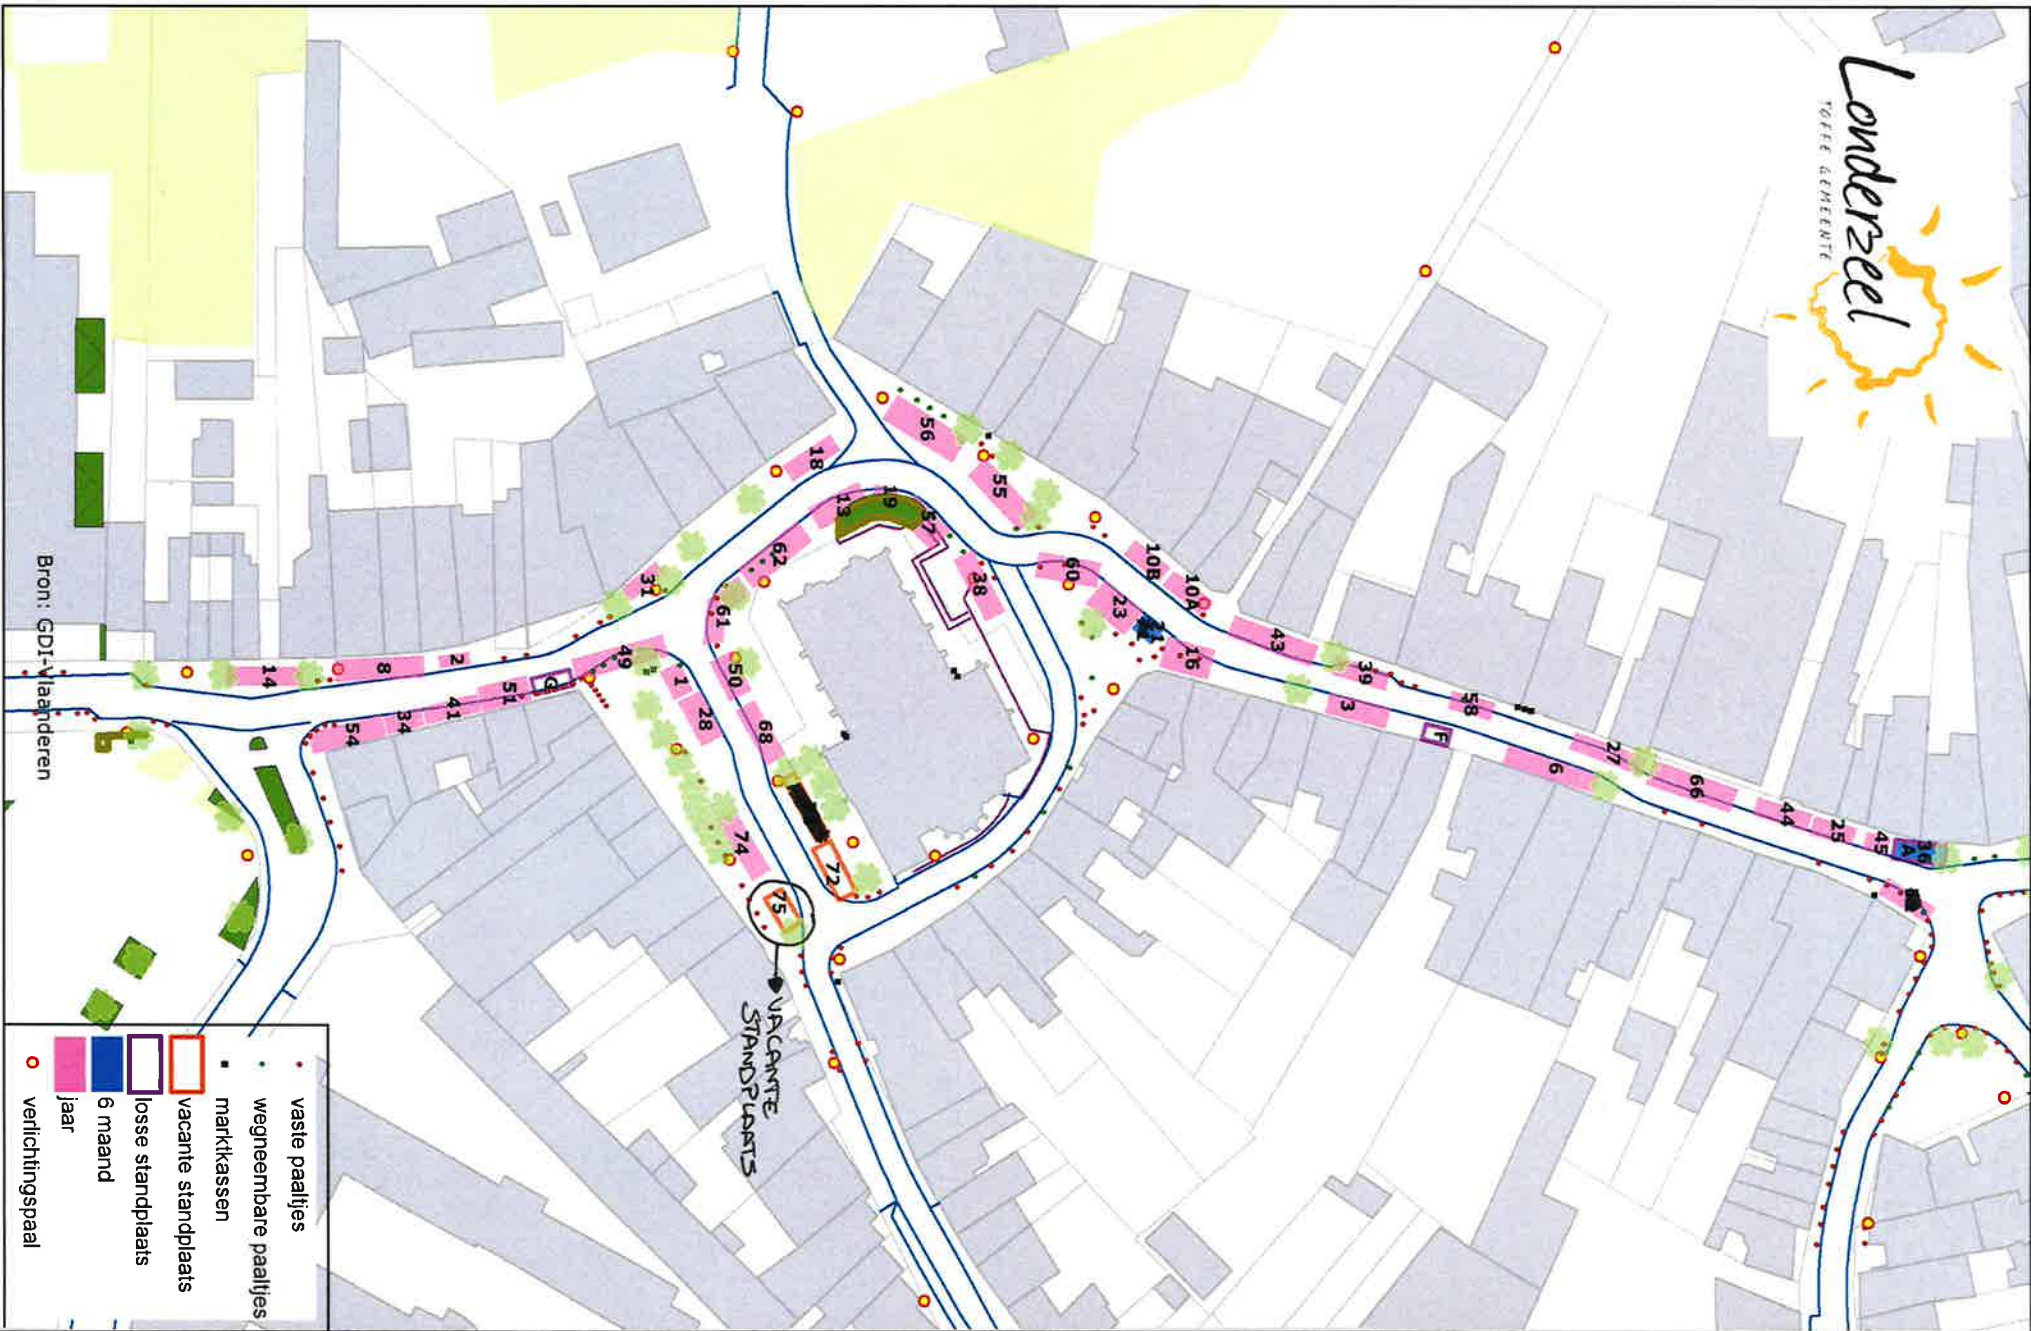 Londerzeel
TOFFE GEMEENTE
56
18
55
19
13
57
62
10B
10A
60
38
31
23
61
43
16
39
2
8
14
49
50
1
G
51
41
34
54
28
68
58
3
F
27
6
66
44
25
45
36
A
74
72
75
VACANTE
STANDPLAATS
Bron: GDI-Vlaanderen
vaste paaltjes
wegneembare paaltjes
marktkassen
vacante standplaats
losse standplaats
6 maand
jaar
verlichtingspaal